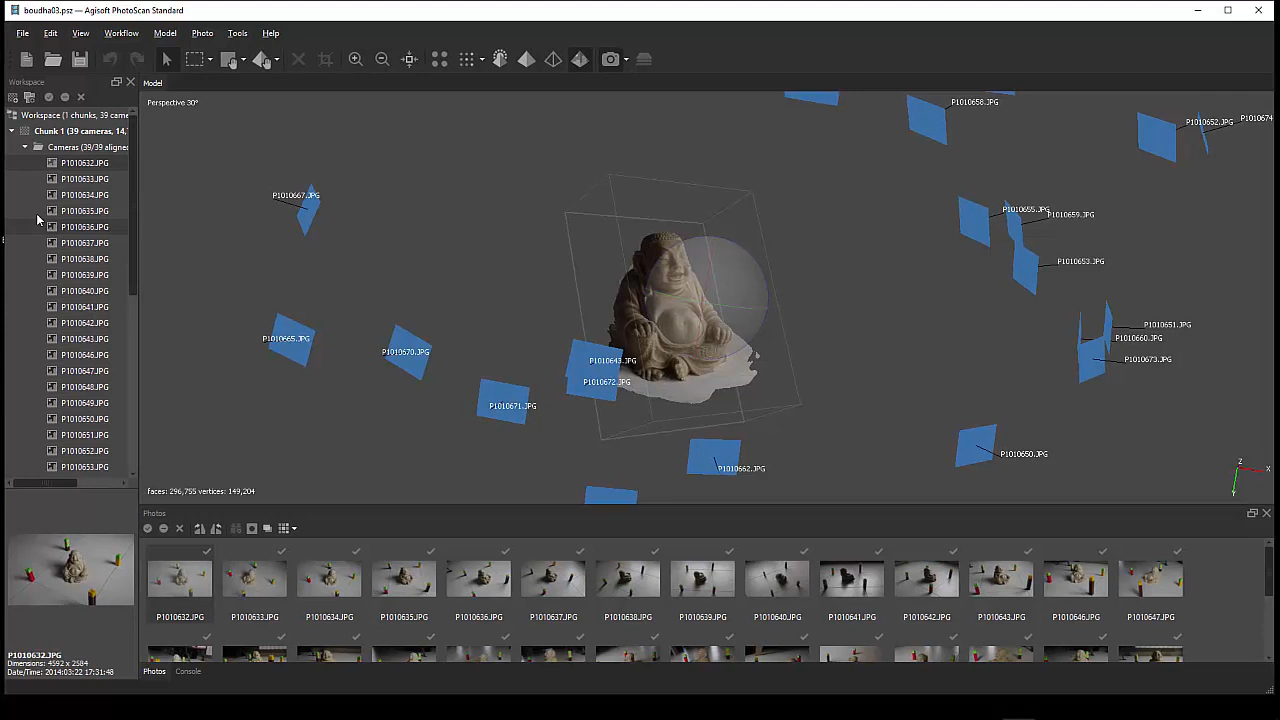 boudha03.psz — Agisoft PhotoScan Standard
File Edit View Workflow Model Photo Tools Help
Workspace
Model
Workspace (1 chunks, 39 came
Chunk 1 (39 cameras, 14,
Cameras (39/39 aligne
P1010632.JPG
P1010633.JPG
P1010634.JPG
P1010635.JPG
P1010636.JPG
P1010637.JPG
P1010638.JPG
P1010639.JPG
P1010640.JPG
P1010641.JPG
P1010642.JPG
P1010643.JPG
P1010646.JPG
P1010647.JPG
P1010648.JPG
P1010649.JPG
P1010650.JPG
P1010651.JPG
P1010652.JPG
P1010653.JPG
Perspective 30°
P1010658.JPG
P1010652.JPG
P1010674
P1010667.JPG
P1010655.JPG
P1010659.JPG
P1010653.JPG
P1010651.JPG
P1010660.JPG
P1010673.JPG
P1010665.JPG
P1010670.JPG
P1010643.JPG
P1010672.JPG
P1010671.JPG
P1010650.JPG
P1010662.JPG
Z
X
Y
faces: 296,755 vertices: 149,204
Photos
P1010632.JPG P1010633.JPG P1010634.JPG P1010635.JPG P1010636.JPG P1010637.JPG P1010638.JPG P1010639.JPG P1010640.JPG P1010641.JPG P1010642.JPG P1010643.JPG P1010646.JPG P1010647.JPG
P1010632.JPG
Dimensions: 4592 x 2584
Date/Time: 2014:03:22 17:31:48
Photos Console